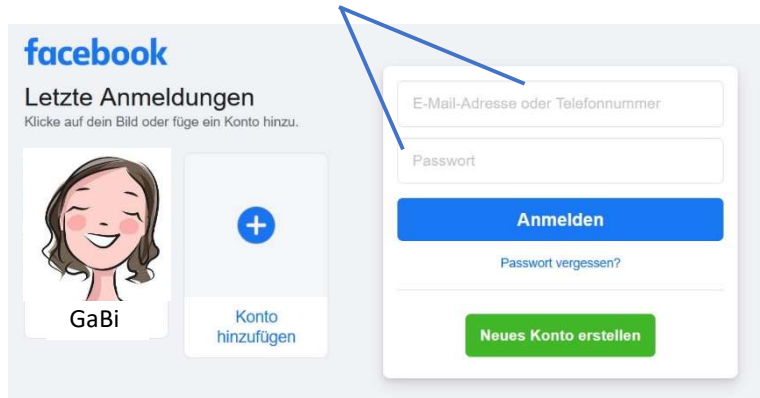 facebook
Letzte Anmeldungen
Klicke auf dein Bild oder füge ein Konto hinzu.
GaBi
Konto
hinzufügen
E-Mail-Adresse oder Telefonnummer
Passwort
Anmelden
Passwort vergessen?
Neues Konto erstellen